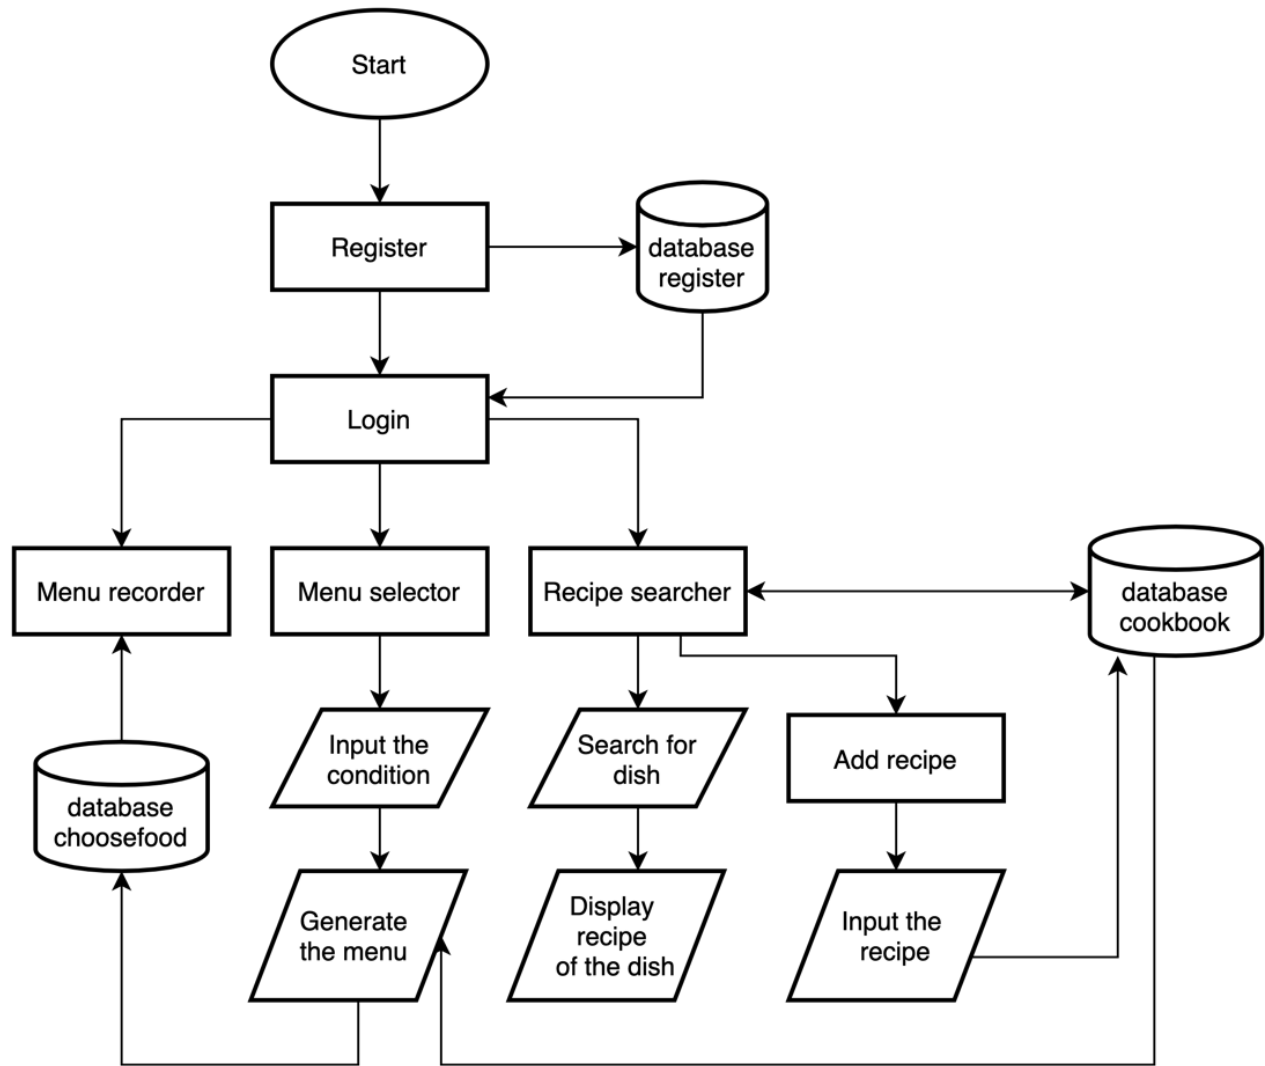 Start
Register
database
register
Login
Menu recorder
Menu selector
Recipe searcher
database
cookbook
Input the
condition
Search for
dish
Add recipe
database
choosefood
Generate
the menu
Display
recipe
of the dish
Input the
recipe